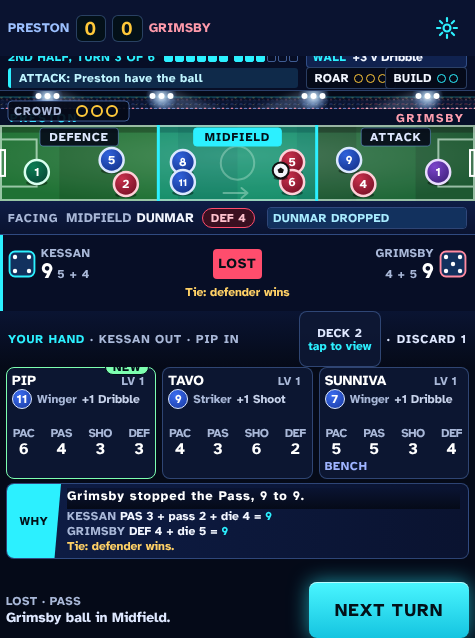 PRESTON 0 0 GRIMSBY
2ND HALF, TURN 3 OF 6
WALL +3 v Dribble
ATTACK: Preston have the ball
ROAR
BUILD
CROWD
GRIMSBY
DEFENCE MIDFIELD ATTACK
1 5 2 8 11 5 6 9 4 1
FACING MIDFIELD DUNMAR DEF 4 DUNMAR DROPPED
KESSAN
9 5 + 4
LOST
GRIMSBY
4 + 5 9
Tie: defender wins
YOUR HAND · KESSAN OUT · PIP IN
DECK 2
tap to view
· DISCARD 1
NEW
PIP LV 1
11 Winger +1 Dribble
PAC PAS SHO DEF
6 4 3 3
TAVO LV 1
9 Striker +1 Shoot
PAC PAS SHO DEF
4 3 6 2
SUNNIVA LV 1
7 Winger +1 Dribble
PAC PAS SHO DEF
5 5 3 4
BENCH
WHY
Grimsby stopped the Pass, 9 to 9.
KESSAN PAS 3 + pass 2 + die 4 = 9
GRIMSBY DEF 4 + die 5 = 9
Tie: defender wins.
LOST · PASS
Grimsby ball in Midfield.
NEXT TURN